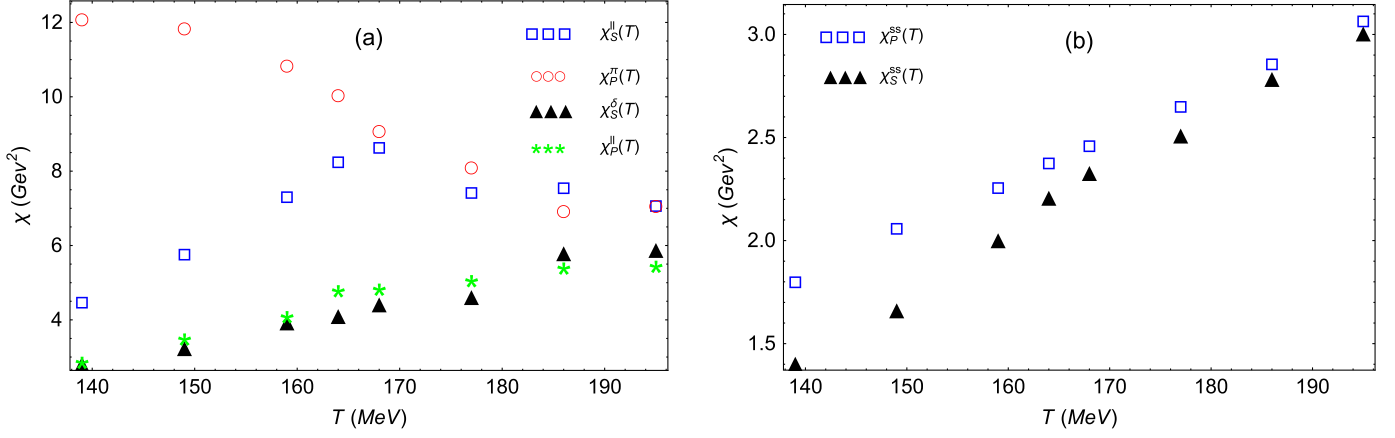 (a)
χ_S^ll(T)
χ_P^π(T)
χ_S^δ(T)
χ_P^ll(T)
χ (Gev²)
12
10
8
6
4
140 150 160 170 180 190
T (MeV)
(b)
χ_P^ss(T)
χ_S^ss(T)
χ (Gev²)
3.0
2.5
2.0
1.5
140 150 160 170 180 190
T (MeV)